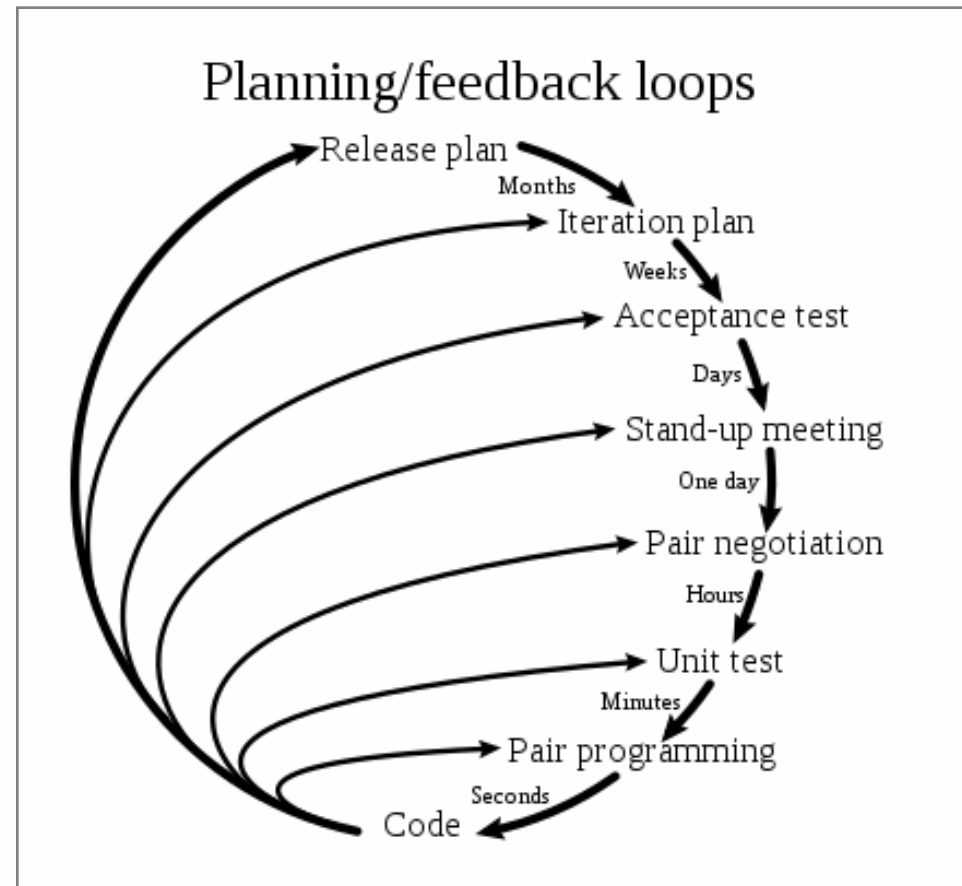 Planning/feedback loops
Release plan
Months
Iteration plan
Weeks
Acceptance test
Days
Stand-up meeting
One day
Pair negotiation
Hours
Unit test
Minutes
Pair programming
Seconds
Code